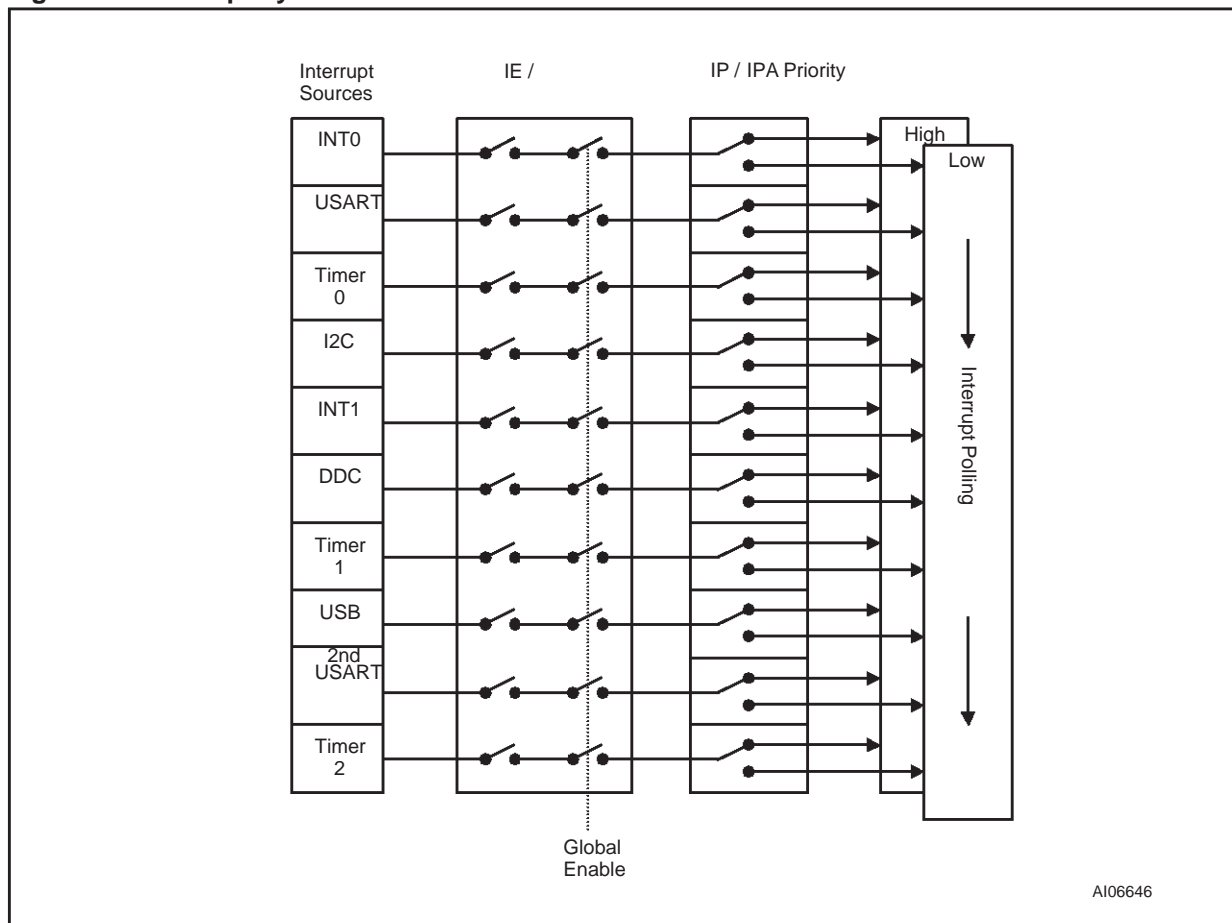 Interrupt
Sources
IE /
IP / IPA Priority
INT0
High
Low
USART
Timer
0
I2C
INT1
Interrupt Polling
DDC
Timer
1
USB
2nd
USART
Timer
2
Global
Enable
AI06646